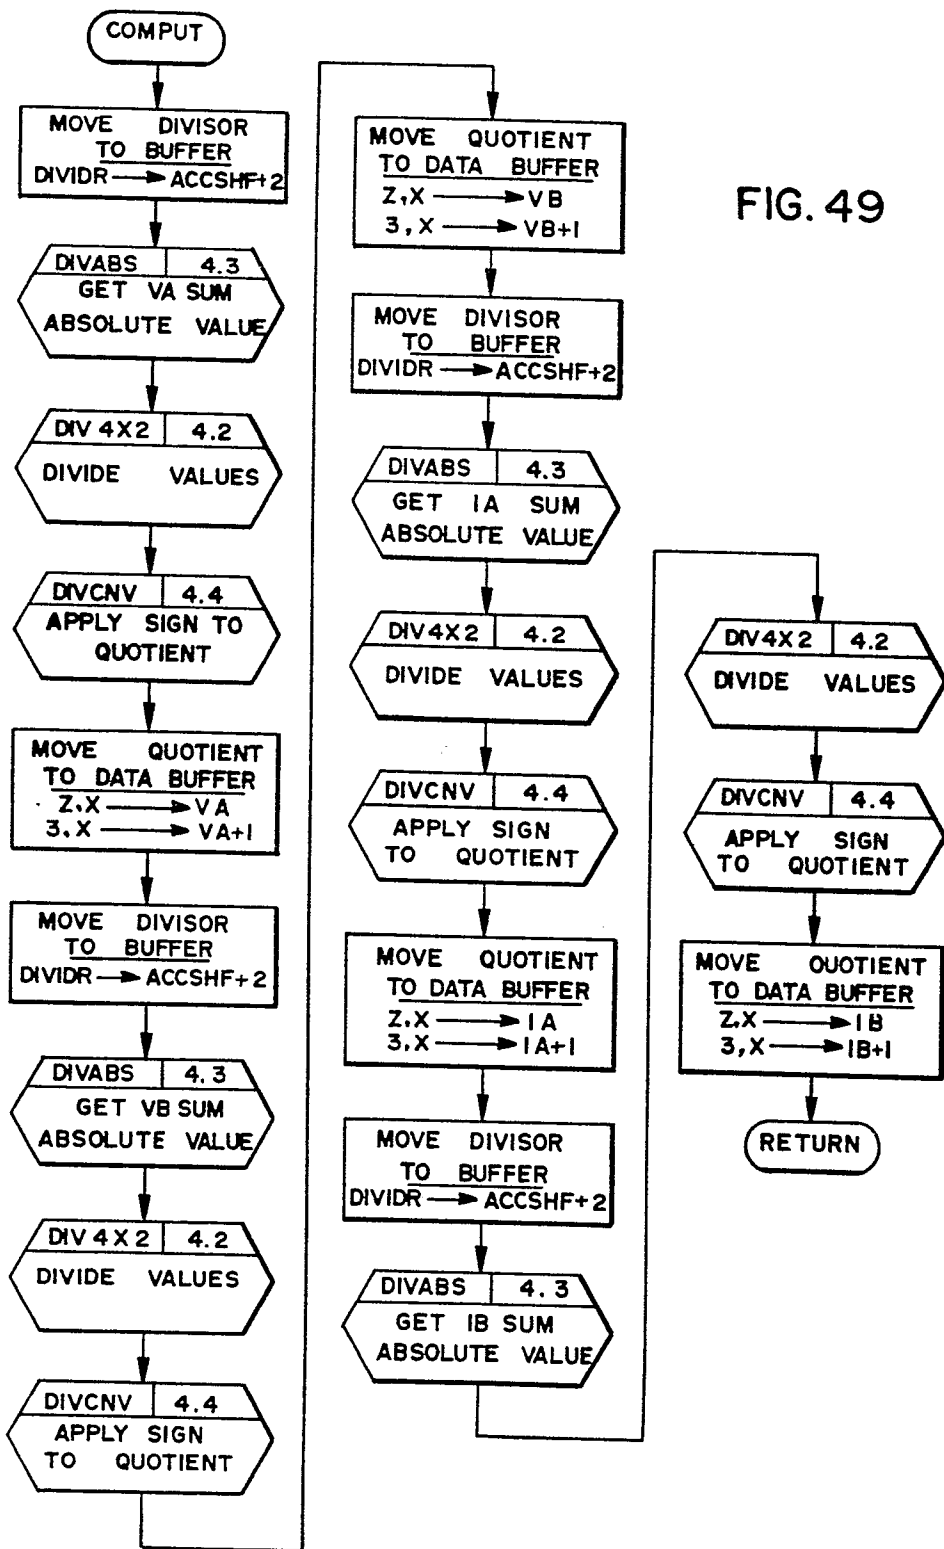 COMPUT
MOVE DIVISOR
TO BUFFER
DIVIDR → ACCSHF+2
DIVABS 4.3
GET VA SUM
ABSOLUTE VALUE
DIV 4X2 4.2
DIVIDE VALUES
DIVCNV 4.4
APPLY SIGN TO
QUOTIENT
MOVE QUOTIENT
TO DATA BUFFER
Z,X → VA
3,X → VA+1
MOVE DIVISOR
TO BUFFER
DIVIDR → ACCSHF+2
DIVABS 4.3
GET VB SUM
ABSOLUTE VALUE
DIV 4X2 4.2
DIVIDE VALUES
DIVCNV 4.4
APPLY SIGN
TO QUOTIENT
MOVE QUOTIENT
TO DATA BUFFER
Z,X → VB
3,X → VB+1
MOVE DIVISOR
TO BUFFER
DIVIDR → ACCSHF+2
DIVABS 4.3
GET IA SUM
ABSOLUTE VALUE
DIV4X2 4.2
DIVIDE VALUES
DIVCNV 4.4
APPLY SIGN
TO QUOTIENT
MOVE QUOTIENT
TO DATA BUFFER
Z,X → IA
3,X → IA+1
MOVE DIVISOR
TO BUFFER
DIVIDR → ACCSHF+2
DIVABS 4.3
GET IB SUM
ABSOLUTE VALUE
FIG. 49
DIV4X2 4.2
DIVIDE VALUES
DIVCNV 4.4
APPLY SIGN
TO QUOTIENT
MOVE QUOTIENT
TO DATA BUFFER
Z,X → IB
3,X → IB+1
RETURN